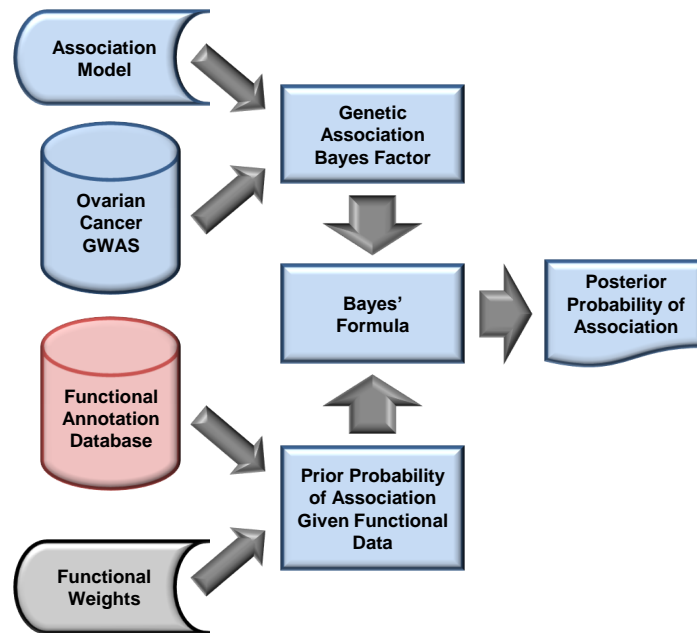 Association
Model
Genetic
Association
Bayes Factor
Ovarian
Cancer
GWAS
Bayes'
Formula
Posterior
Probability of
Association
Functional
Annotation
Database
Prior Probability
of Association
Given Functional
Data
Functional
Weights